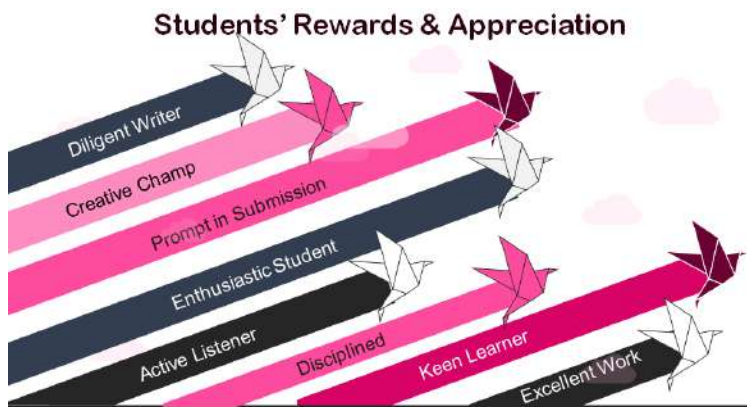 Students' Rewards & Appreciation
Diligent Writer
Creative Champ
Prompt in Submission
Enthusiastic Student
Active Listener
Disciplined
Keen Learner
Excellent Work